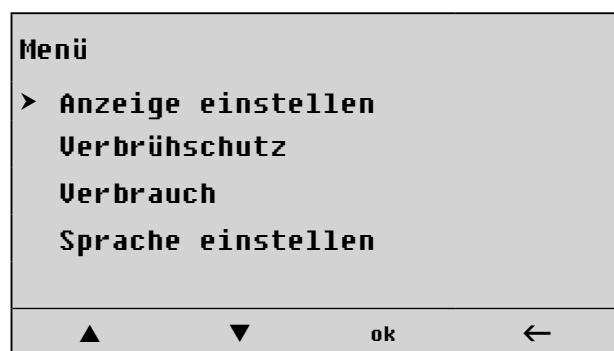 Menü
➤ Anzeige einstellen
Verbrühschutz
Verbrauch
Sprache einstellen
▲ ▼ ok ←